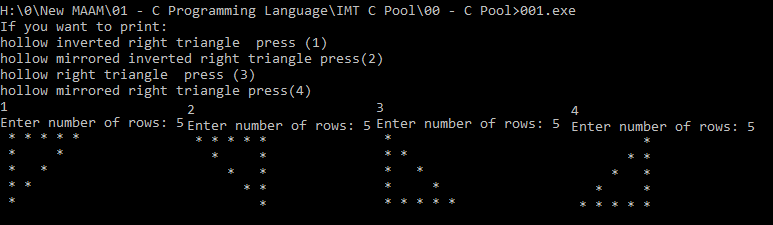 H:\0\New MAAM\01 - C Programming Language\IMT C Pool\00 - C Pool>001.exe
If you want to print:
hollow inverted right triangle  press (1)
hollow mirrored inverted right triangle press(2)
hollow right triangle  press (3)
hollow mirrored right triangle press(4)
1
Enter number of rows: 5
* * * * *
*     *
*   *
* *
*
2
Enter number of rows: 5
* * * * *
  *     *
    *   *
      * *
        *
3
Enter number of rows: 5
*
* *
*   *
*     *
* * * * *
4
Enter number of rows: 5
        *
      * *
    *   *
  *     *
* * * * *